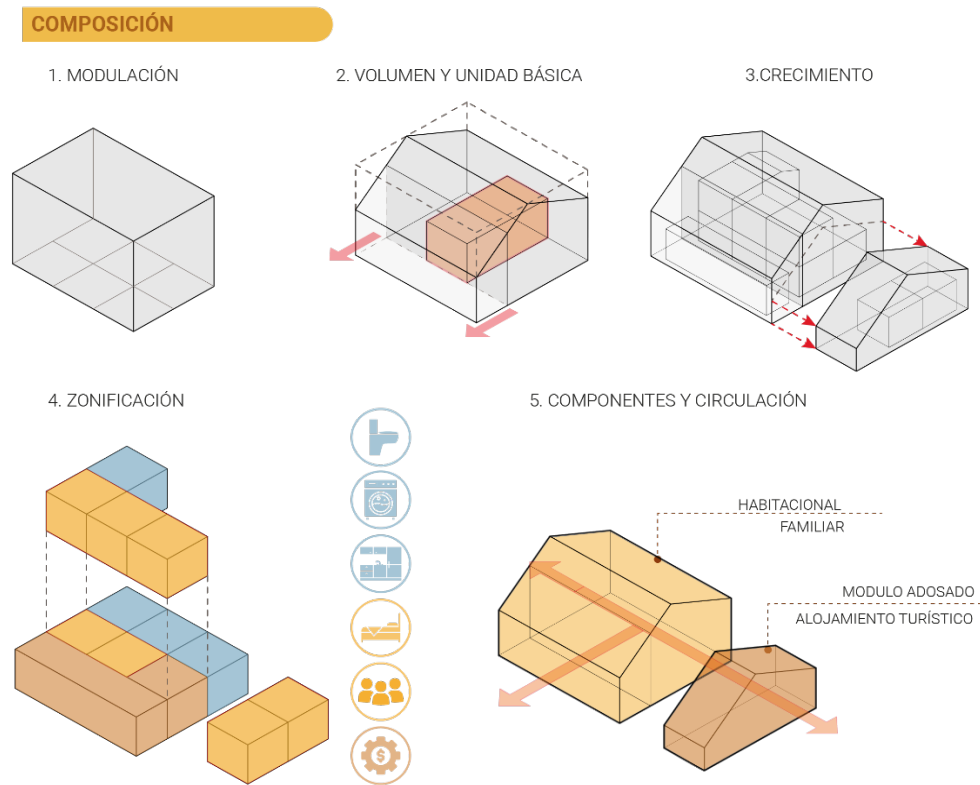 COMPOSICIÓN
1. MODULACIÓN
2. VOLUMEN Y UNIDAD BÁSICA
3.CRECIMIENTO
4. ZONIFICACIÓN
5. COMPONENTES Y CIRCULACIÓN
HABITACIONAL
FAMILIAR
MODULO ADOSADO
ALOJAMIENTO TURÍSTICO
$